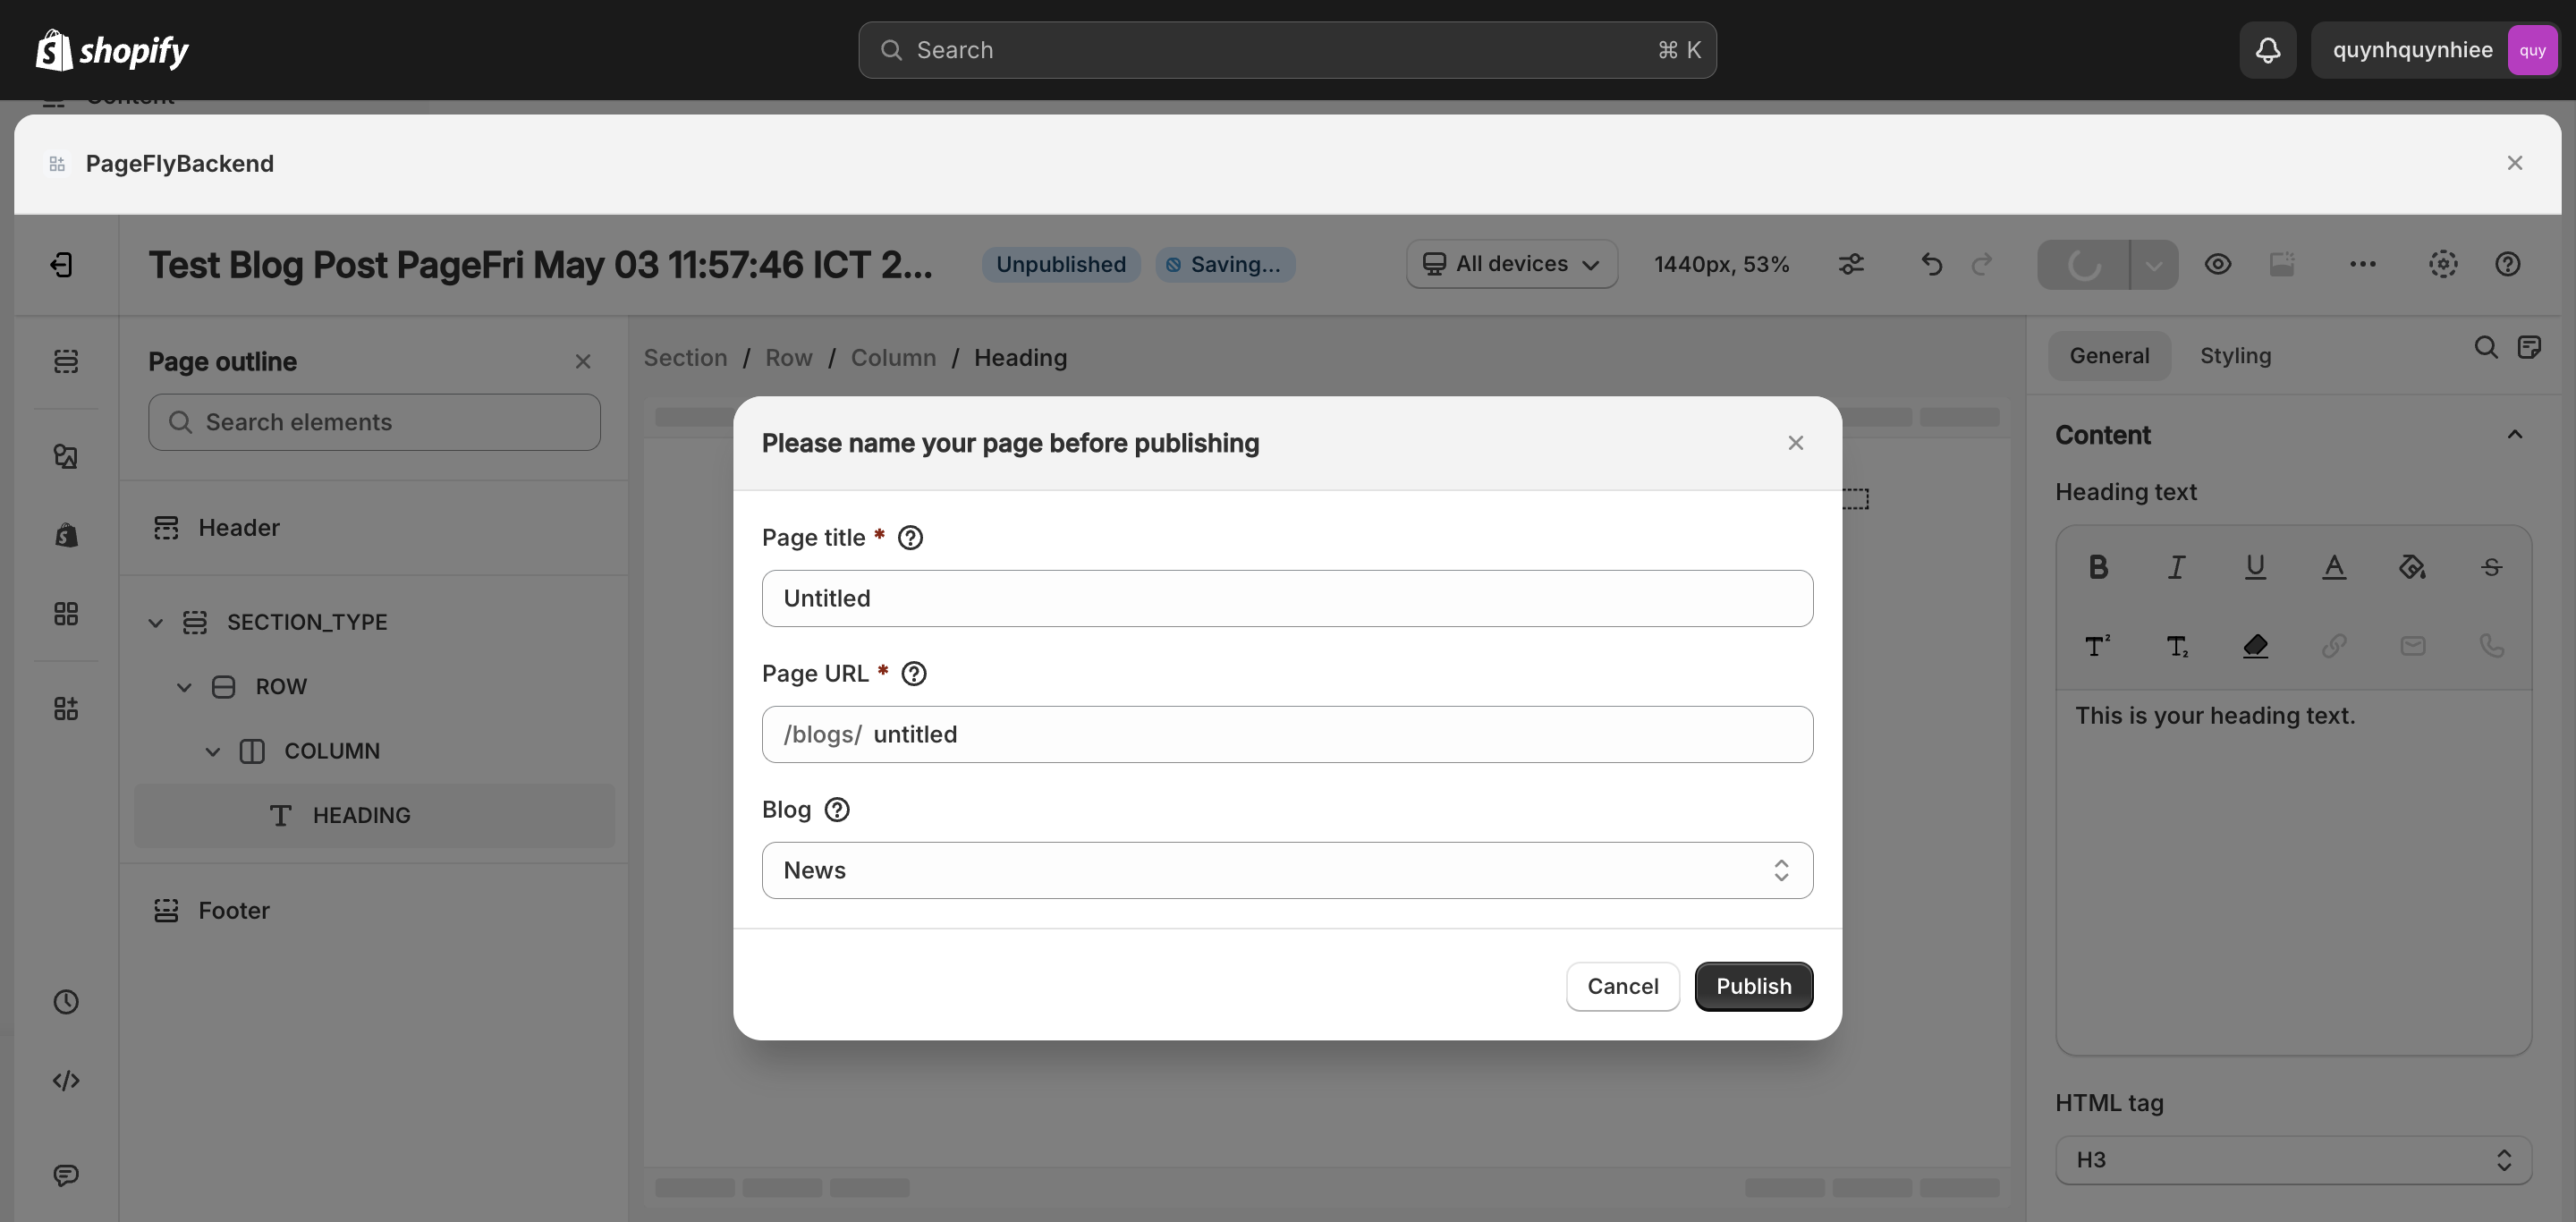 shopify
Search
⌘ K
quynhquynhiee
quy
Content
PageFlyBackend
Test Blog Post PageFri May 03 11:57:46 ICT 2...
Unpublished
Saving...
All devices
1440px, 53%
Page outline
Search elements
Header
SECTION_TYPE
ROW
COLUMN
HEADING
Footer
Section / Row / Column / Heading
Please name your page before publishing
Page title *
Untitled
Page URL *
/blogs/ untitled
Blog
News
Cancel
Publish
General
Styling
Content
Heading text
This is your heading text.
HTML tag
H3